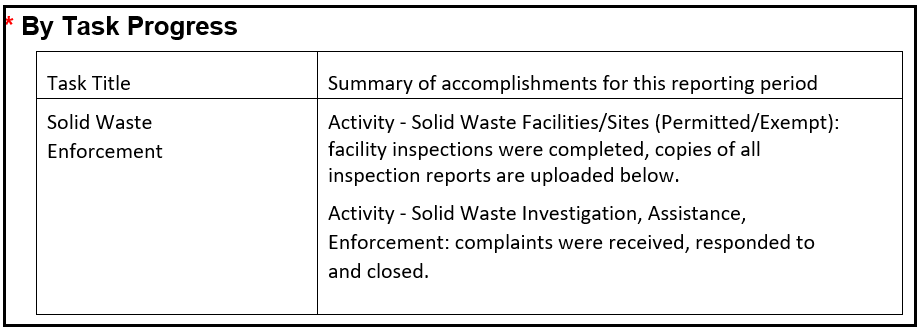 * By Task Progress
Task Title
Summary of accomplishments for this reporting period
Solid Waste
Enforcement
Activity - Solid Waste Facilities/Sites (Permitted/Exempt):
facility inspections were completed, copies of all
inspection reports are uploaded below.
Activity - Solid Waste Investigation, Assistance,
Enforcement: complaints were received, responded to
and closed.